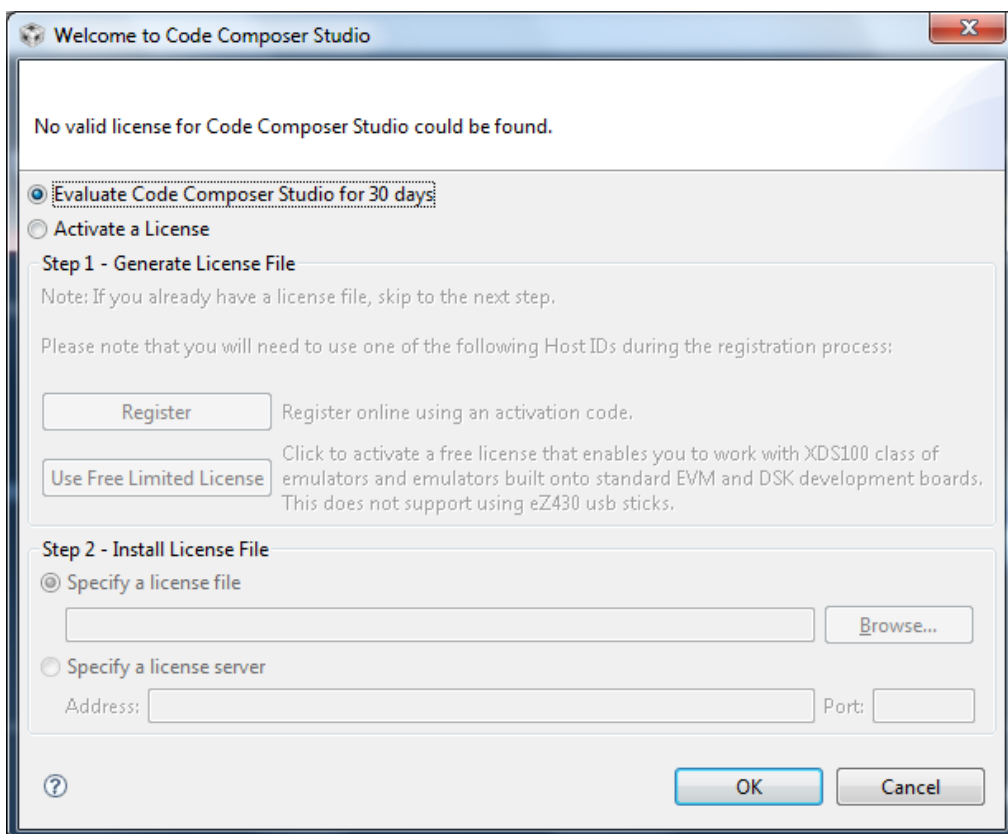 Welcome to Code Composer Studio
No valid license for Code Composer Studio could be found.
Evaluate Code Composer Studio for 30 days
Activate a License
Step 1 - Generate License File
Note: If you already have a license file, skip to the next step.
Please note that you will need to use one of the following Host IDs during the registration process:
Register
Register online using an activation code.
Use Free Limited License
Click to activate a free license that enables you to work with XDS100 class of
emulators and emulators built onto standard EVM and DSK development boards.
This does not support using eZ430 usb sticks.
Step 2 - Install License File
Specify a license file
Browse...
Specify a license server
Address:
Port:
?
OK
Cancel